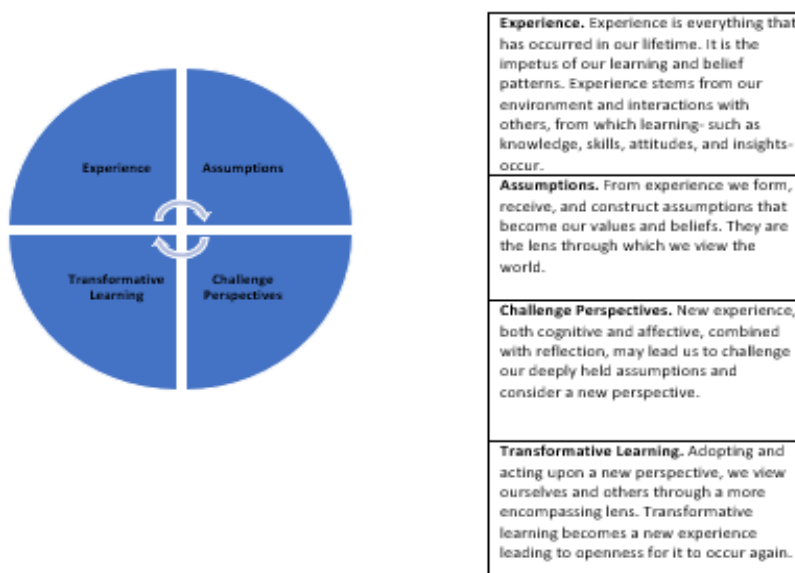 Experience
Assumptions
Transformative
Learning
Challenge
Perspectives
Experience. Experience is everything that
has occurred in our lifetime. It is the
impetus of our learning and belief
patterns. Experience stems from our
environment and interactions with
others, from which learning- such as
knowledge, skills, attitudes, and insights-
occur.
Assumptions. From experience we form,
receive, and construct assumptions that
become our values and beliefs. They are
the lens through which we view the
world.
Challenge Perspectives. New experience,
both cognitive and affective, combined
with reflection, may lead us to challenge
our deeply held assumptions and
consider a new perspective.
Transformative Learning. Adopting and
acting upon a new perspective, we view
ourselves and others through a more
encompassing lens. Transformative
learning becomes a new experience
leading to openness for it to occur again.